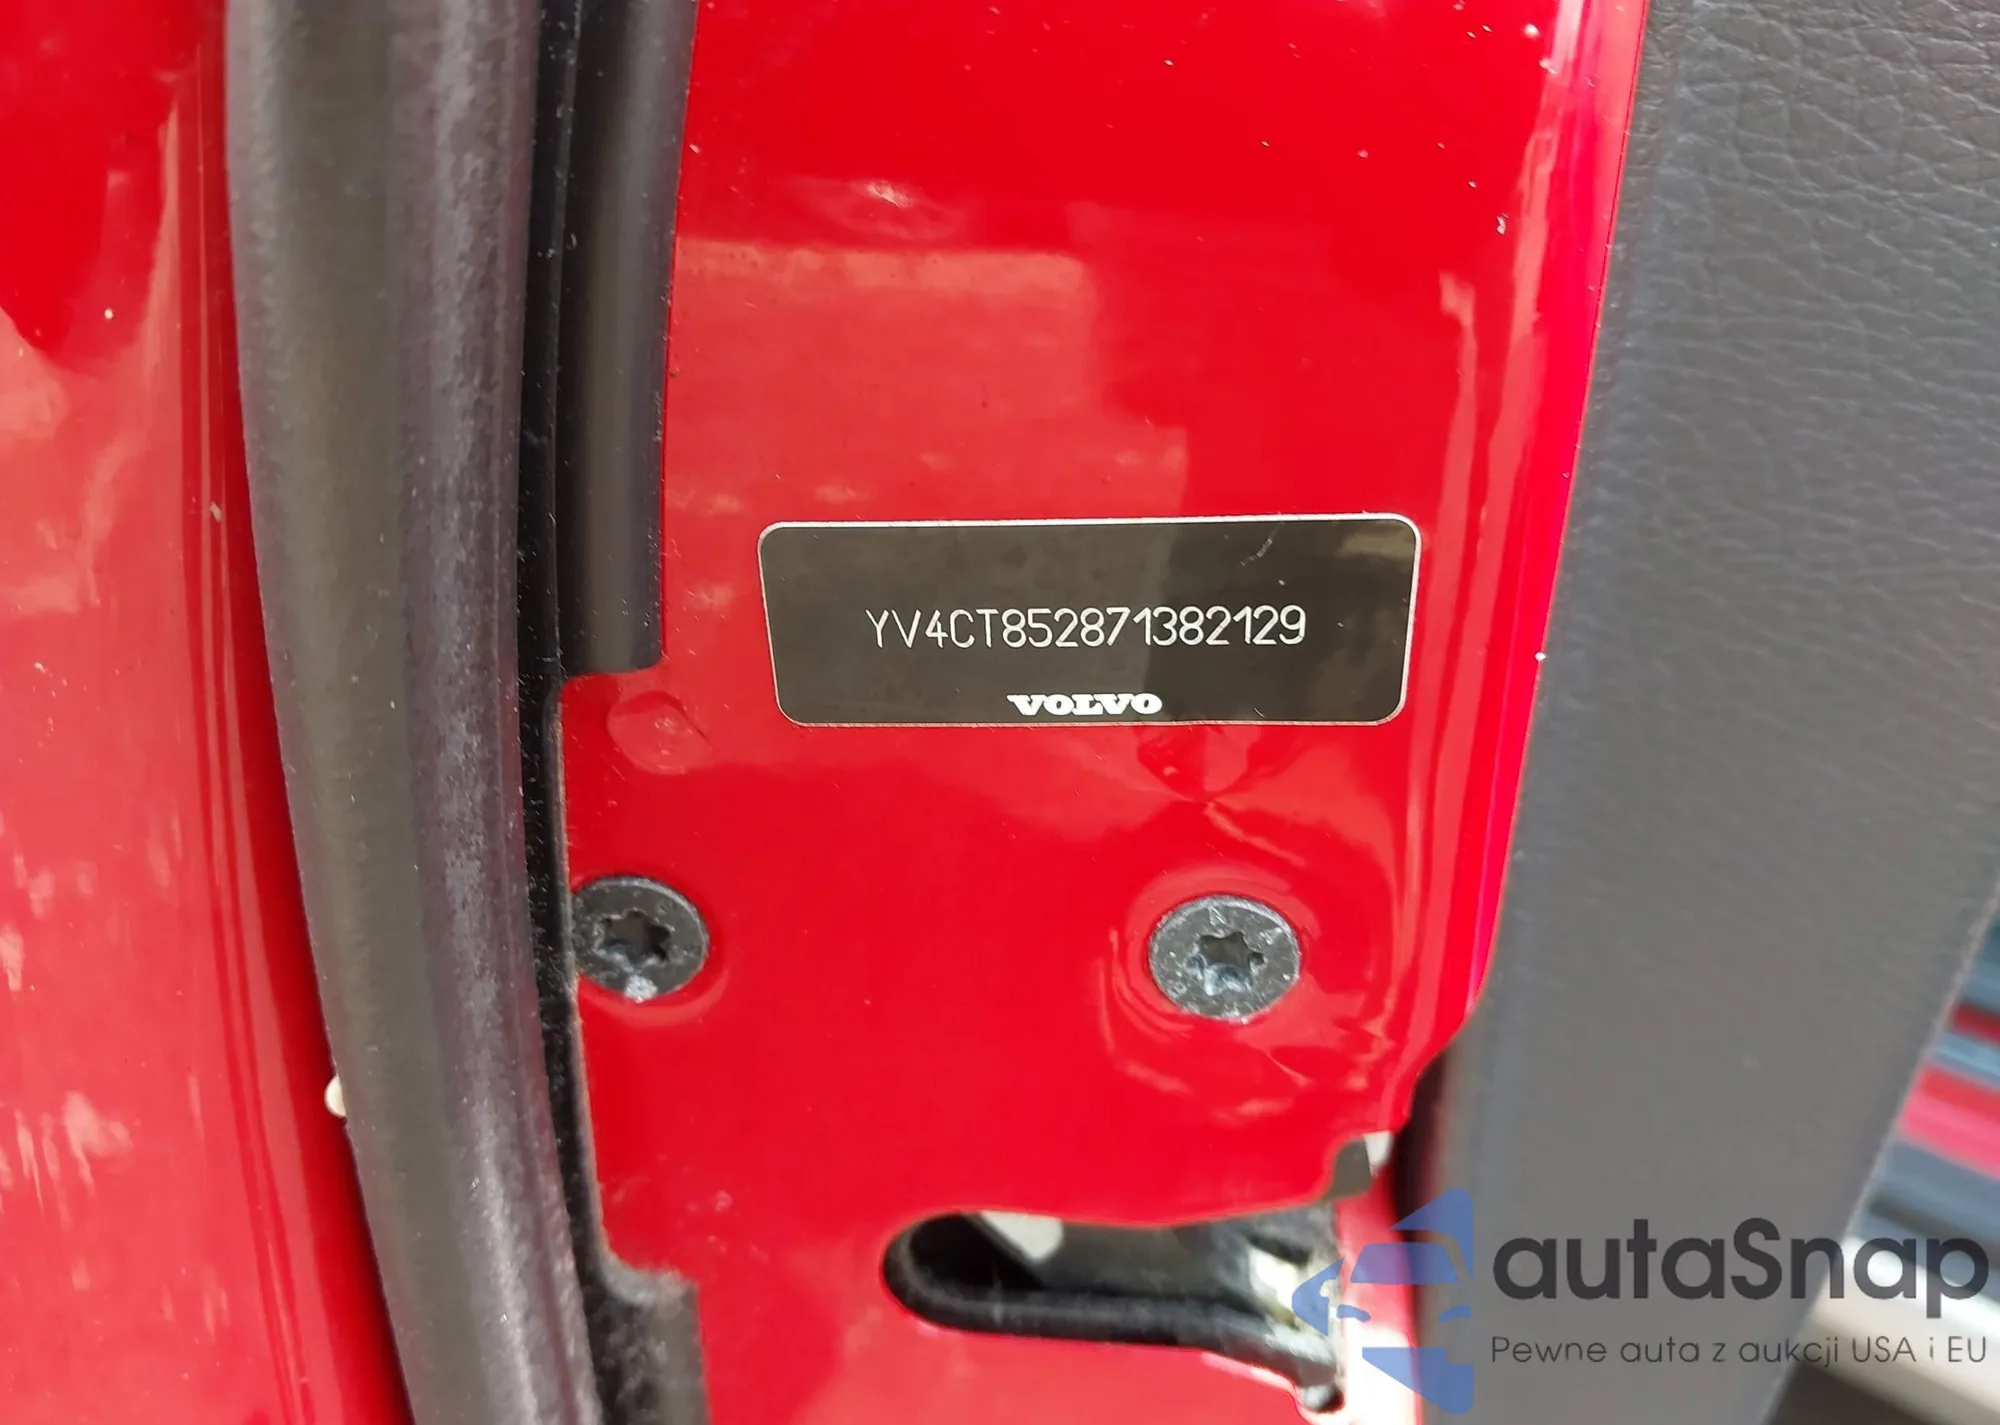 YV4CT852871382129
VOLVO
autaSnap
Pewne auta z aukcji USA i EU